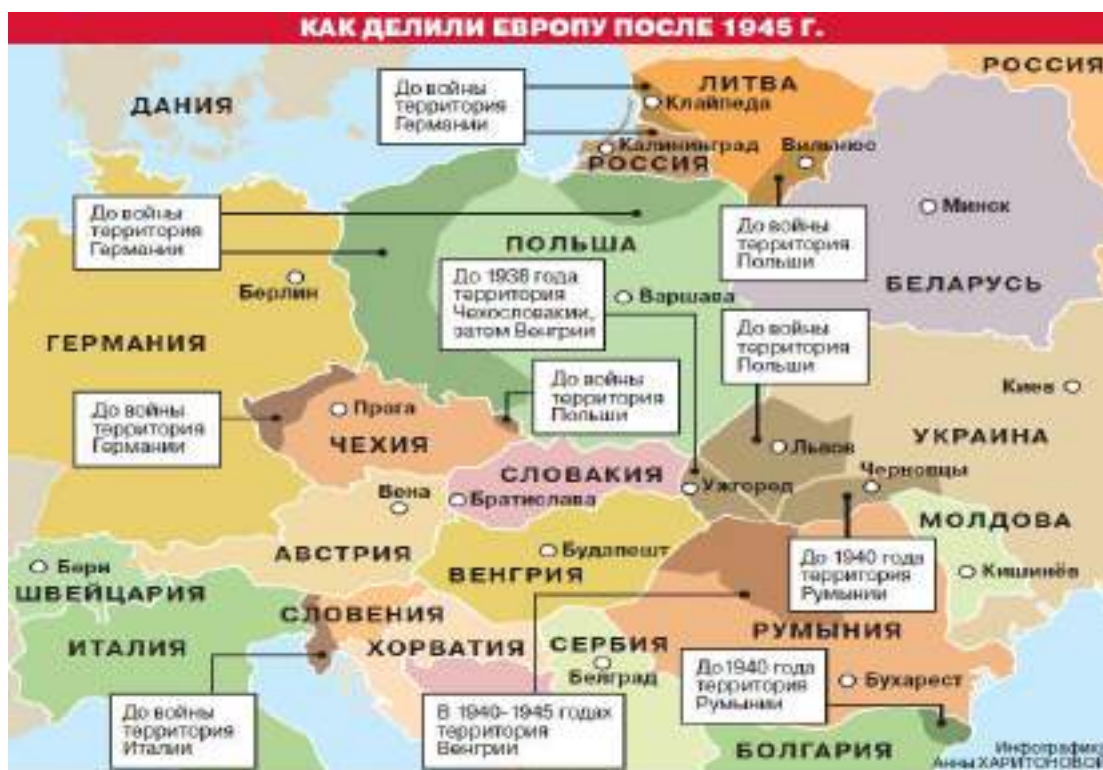 КАК ДЕЛИЛИ ЕВРОПУ ПОСЛЕ 1945 Г.
РОССИЯ
ДАНИЯ
До войны
территория
Германии
ЛИТВА
Клайпеда
Калининград
РОССИЯ
Вильнюс
Минск
БЕЛАРУСЬ
До войны
территория
Германии
ПОЛЬША
До войны
территория
Польши
Берлин
До 1938 года
территория
Чехословакии,
затем Венгрии
Варшава
ГЕРМАНИЯ
До войны
территория
Польши
Киев
До войны
территория
Германии
Прага
ЧЕХИЯ
До войны
территория
Польши
Львов
УКРАИНА
СЛОВАКИЯ
Ужгород
Черновцы
Вена
Братислава
МОЛДОВА
АВСТРИЯ
Будапешт
ВЕНГРИЯ
До 1940 года
территория
Румынии
Кишинёв
Берн
ШВЕЙЦАРИЯ
СЛОВЕНИЯ
ИТАЛИЯ
ХОРВАТИЯ
СЕРБИЯ
Белград
РУМЫНИЯ
До 1940 года
территория
Румынии
Бухарест
До войны
территория
Италии
В 1940-1945 годах
территория
Венгрии
БОЛГАРИЯ
Инфографика
Анны ХАРИТОНОВОЙ